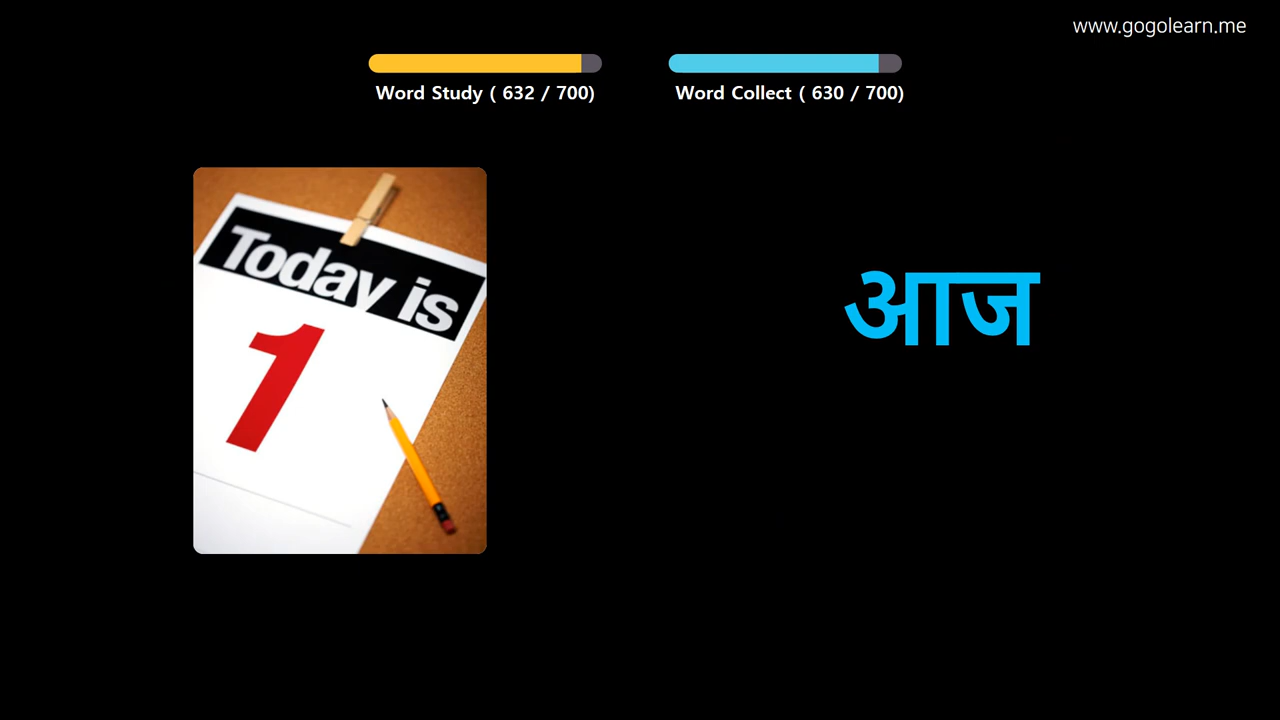 www.gogolearn.me
Word Study ( 632 / 700)
Word Collect ( 630 / 700)
Today is
1
आज